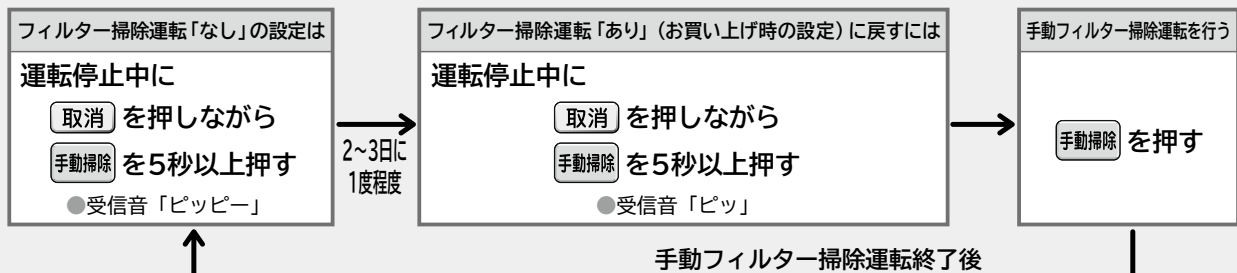 フィルター掃除運転「なし」の設定は
運転停止中に
取消 を押しながら
手動掃除 を5秒以上押す
●受信音「ピッピー」
2~3日に
1度程度
フィルター掃除運転「あり」(お買い上げ時の設定)に戻すには
運転停止中に
取消 を押しながら
手動掃除 を5秒以上押す
●受信音「ピッ」
手動フィルター掃除運転を行う
手動掃除 を押す
手動フィルター掃除運転終了後